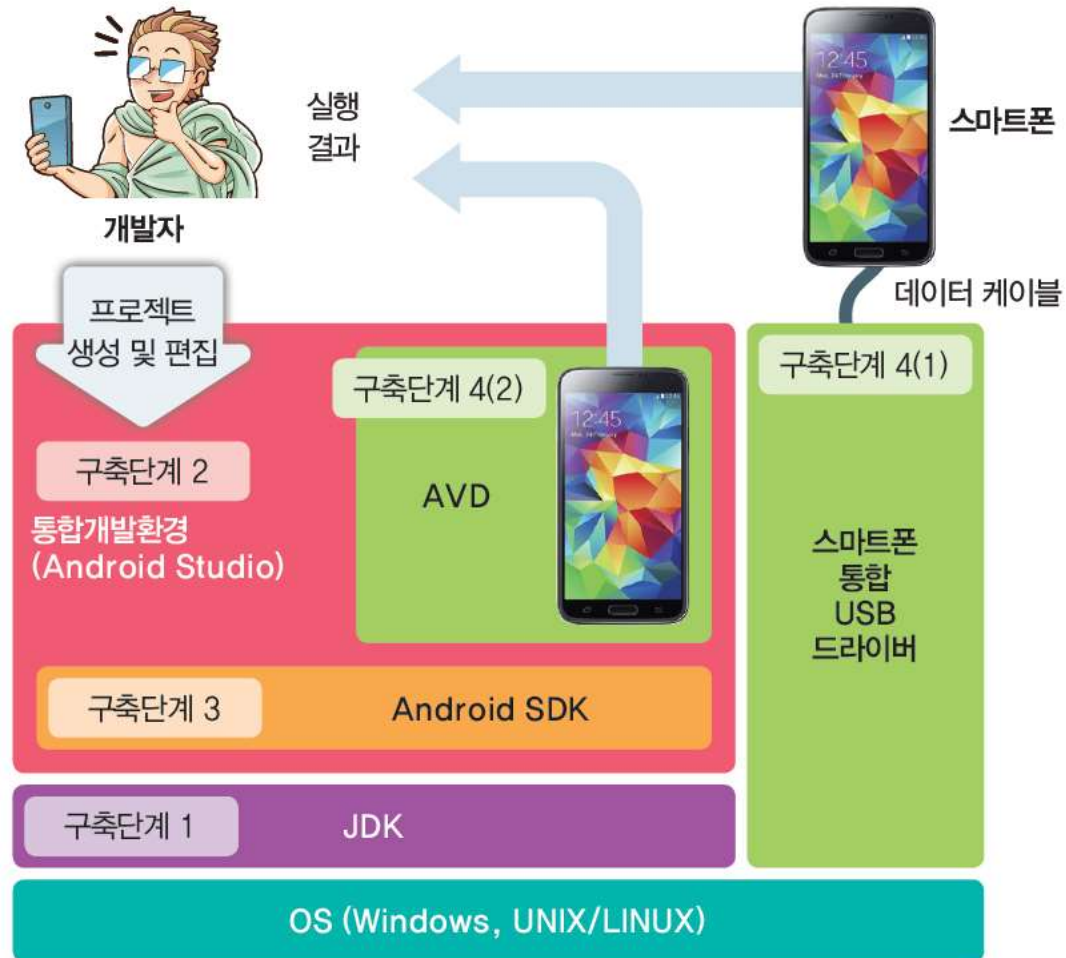 실행
결과
스마트폰
개발자
데이터 케이블
프로젝트
생성 및 편집
구축단계 4(2)
구축단계 4(1)
12:45
12:45
구축단계 2
AVD
통합개발환경
(Android Studio)
스마트폰
통합
USB
드라이버
구축단계 3
Android SDK
구축단계 1
JDK
OS (Windows, UNIX/LINUX)